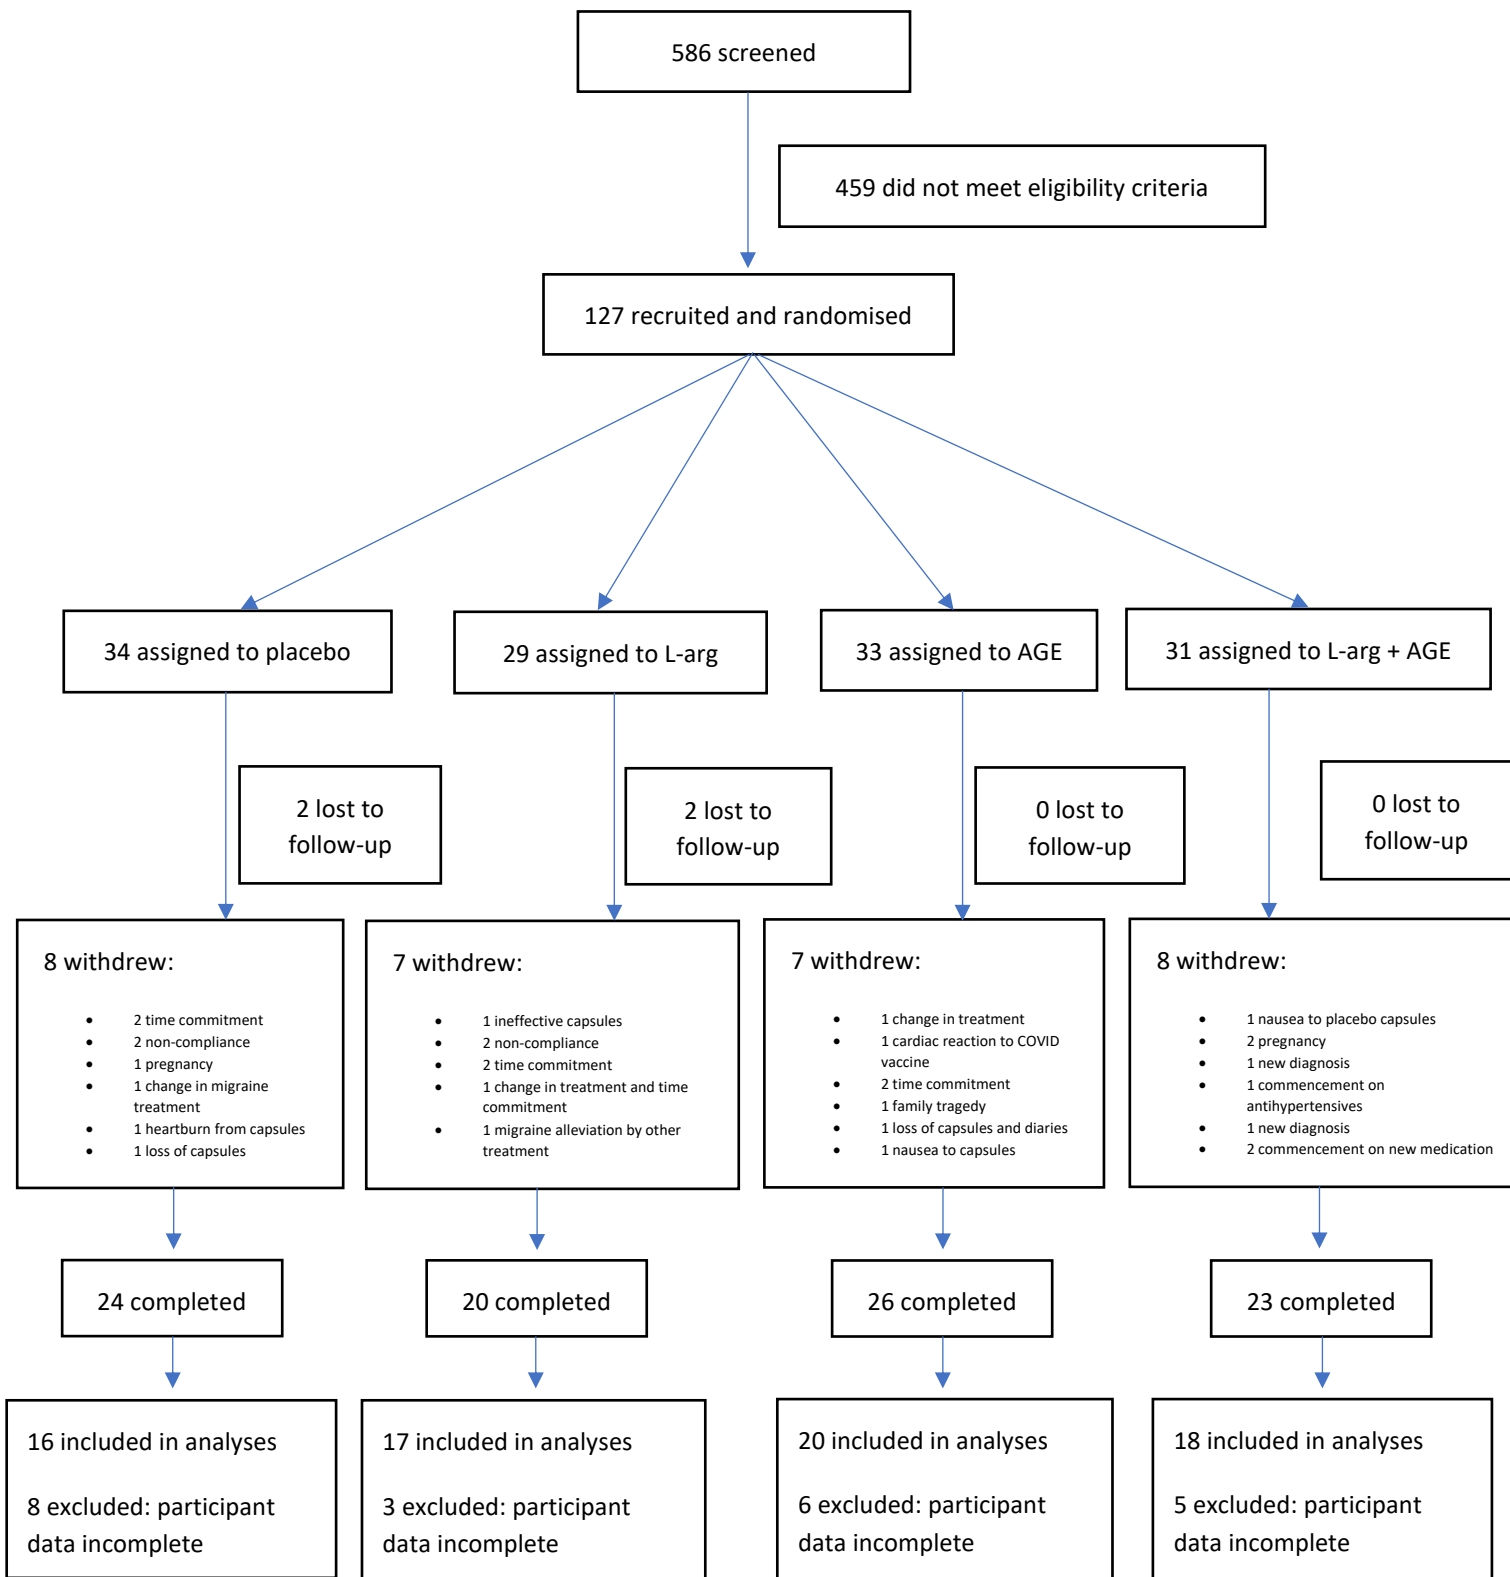 586 screened
459 did not meet eligibility criteria
127 recruited and randomised
34 assigned to placebo
29 assigned to L-arg
33 assigned to AGE
31 assigned to L-arg + AGE
2 lost to
follow-up
2 lost to
follow-up
0 lost to
follow-up
0 lost to
follow-up
8 withdrew:
• 2 time commitment
• 2 non-compliance
• 1 pregnancy
• 1 change in migraine
treatment
• 1 heartburn from capsules
• 1 loss of capsules
7 withdrew:
• 1 ineffective capsules
• 2 non-compliance
• 2 time commitment
• 1 change in treatment and time
commitment
• 1 migraine alleviation by other
treatment
7 withdrew:
• 1 change in treatment
• 1 cardiac reaction to COVID
vaccine
• 2 time commitment
• 1 family tragedy
• 1 loss of capsules and diaries
• 1 nausea to capsules
8 withdrew:
• 1 nausea to placebo capsules
• 2 pregnancy
• 1 new diagnosis
• 1 commencement on
antihypertensives
• 1 new diagnosis
• 2 commencement on new medication
24 completed
20 completed
26 completed
23 completed
16 included in analyses
8 excluded: participant
data incomplete
17 included in analyses
3 excluded: participant
data incomplete
20 included in analyses
6 excluded: participant
data incomplete
18 included in analyses
5 excluded: participant
data incomplete